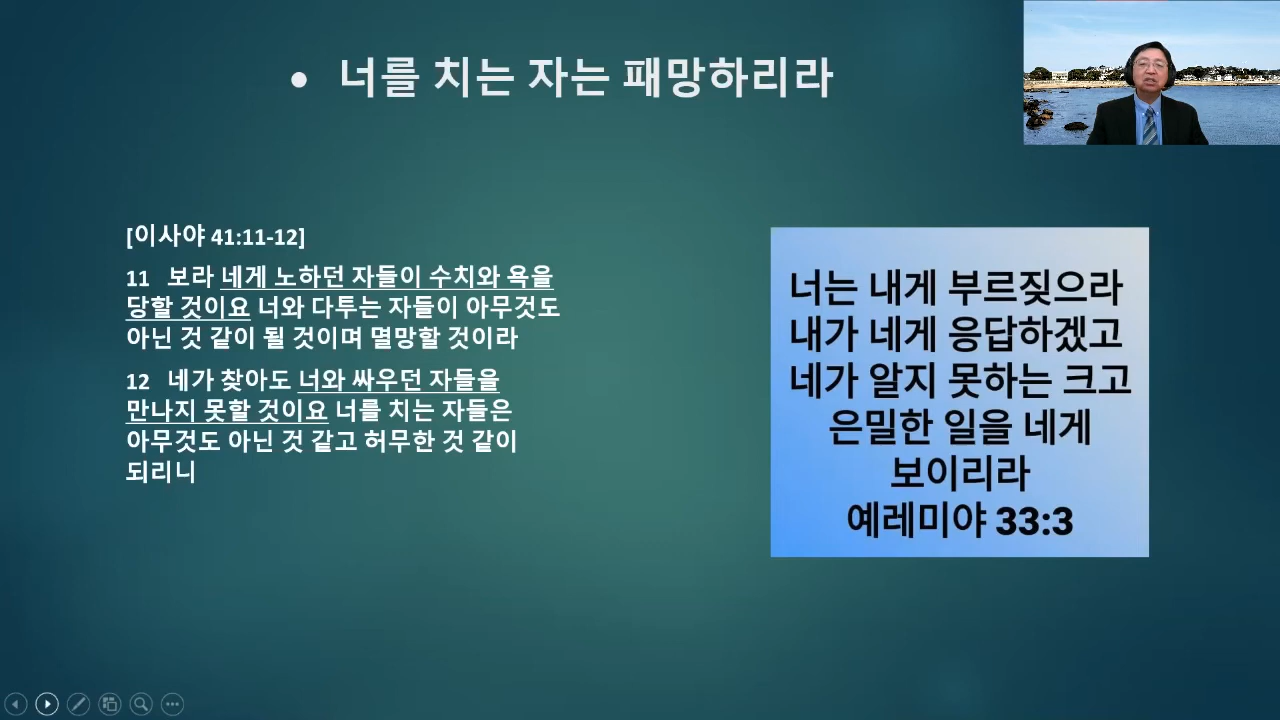 • 너를 치는 자는 패망하리라
[이사야 41:11-12]
11 보라 네게 노하던 자들이 수치와 욕을
당할 것이요 너와 다투는 자들이 아무것도
아닌 것 같이 될 것이며 멸망할 것이라
12 네가 찾아도 너와 싸우던 자들을
만나지 못할 것이요 너를 치는 자들은
아무것도 아닌 것 같고 허무한 것 같이
되리니
너는 내게 부르짖으라
내가 네게 응답하겠고
네가 알지 못하는 크고
은밀한 일을 네게
보이리라
예레미야 33:3